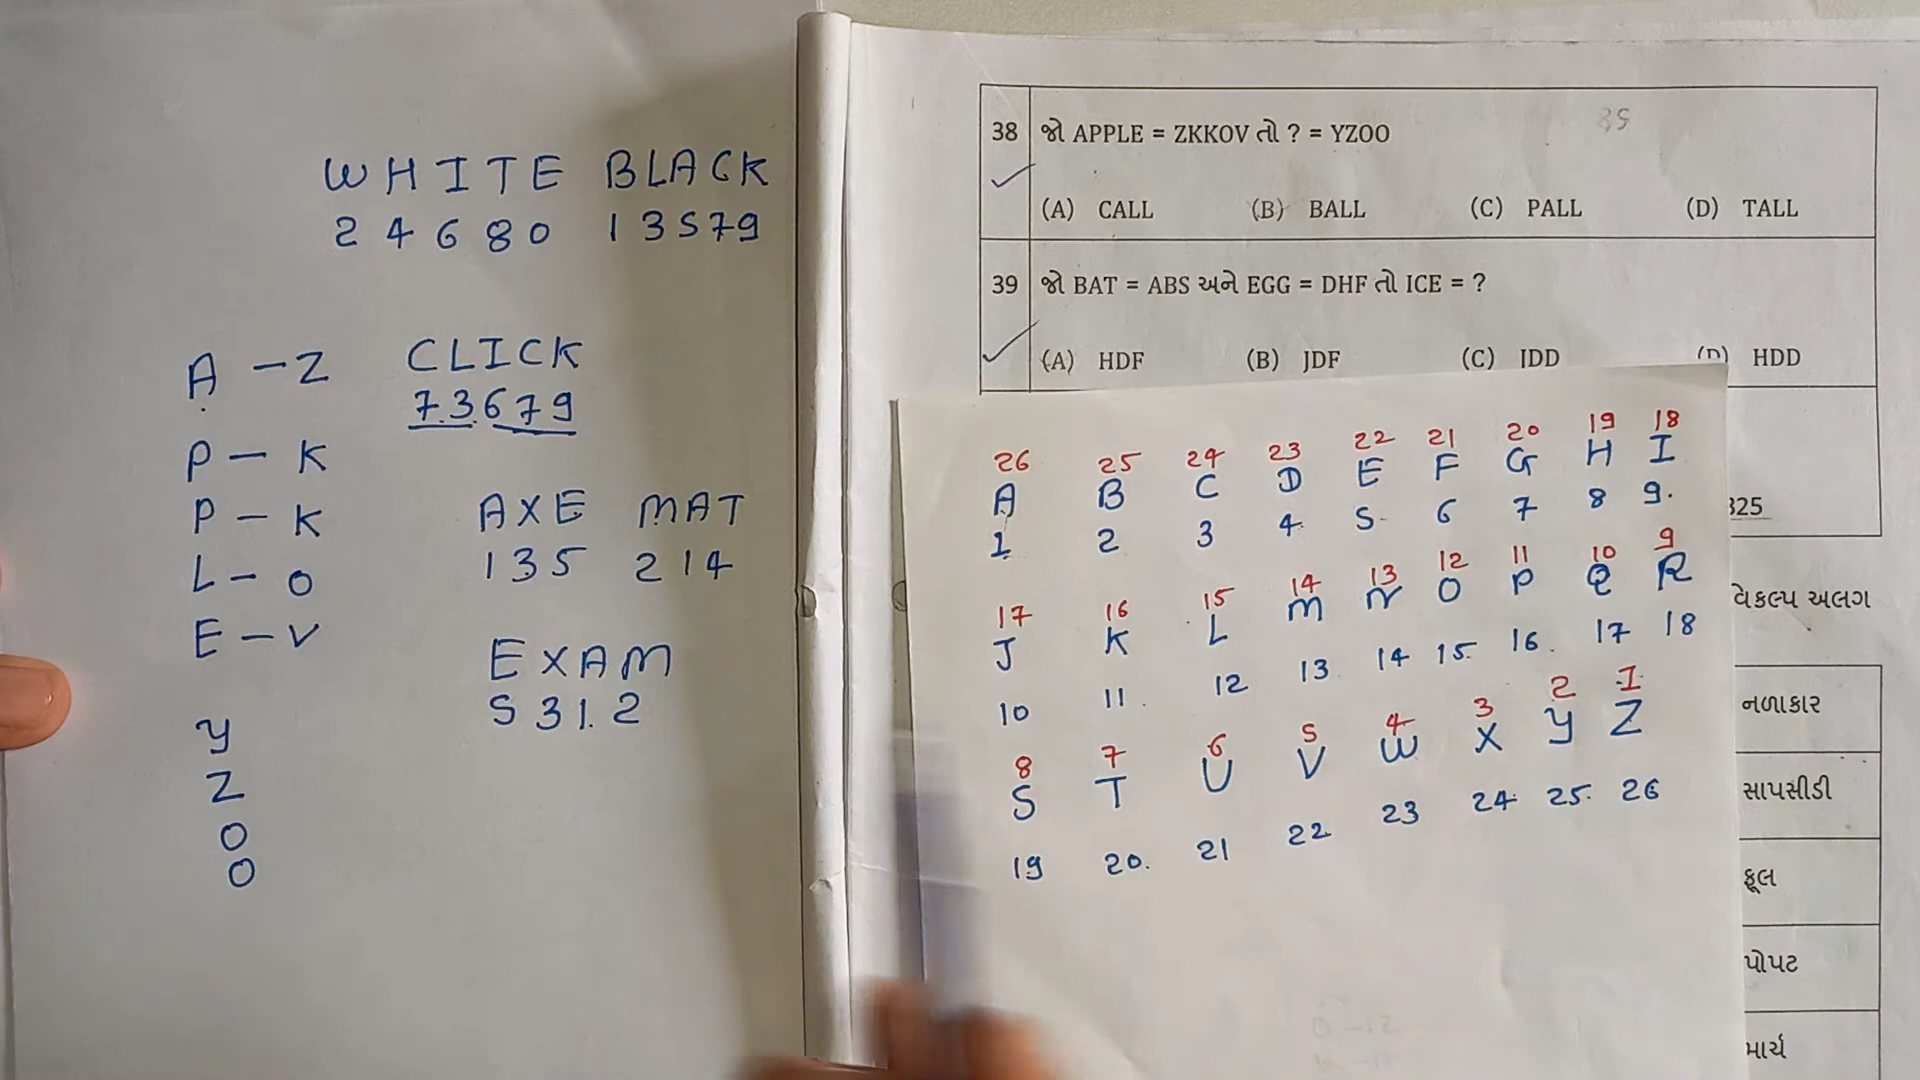 WHITE BLACK
24680 13579
A - Z
CLICK
73679
P - K
P - K
AXE MAT
135 214
L - O
E - V
EXAM
531.2
Y
Z
O
O
38 જો APPLE = ZKKOV તો ? = YZOO
(A) CALL (B) BALL (C) PALL (D) TALL
39 જો BAT = ABS અને EGG = DHF તો ICE = ?
(A) HDF (B) JDF (C) IDD (D) HDD
26 25 24 23 22 21 20 19 18
A B C D E F G H I
1 2 3 4. 5. 6 7 8 9.
17 16 15 14 13 12 11 10 9
J K L M N O P Q R
10 11. 12 13 14 15. 16. 17 18
8 7 6 5 4 3 2 1
S T U V W X Y Z
19 20. 21 22 23 24. 25. 26
325
વિકલ્પ અલગ
નળાકાર
સાપસીડી
ફૂલ
પોપટ
માર્ચ